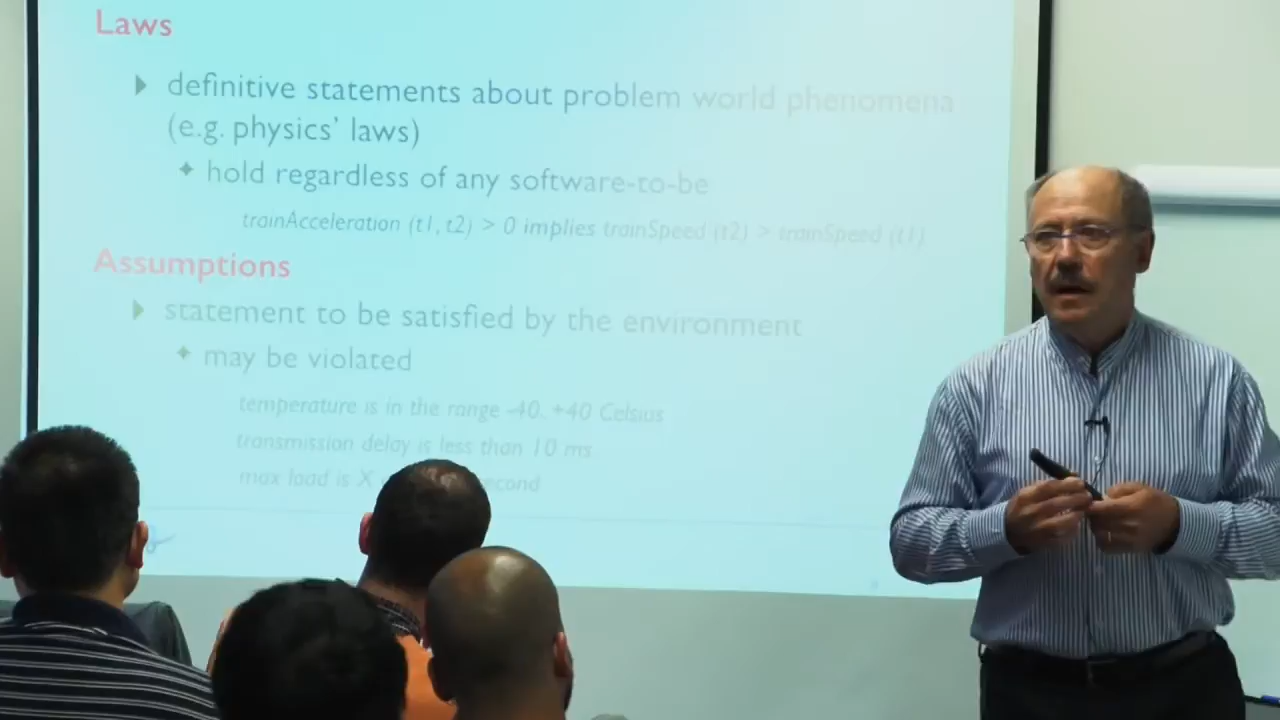 Laws
definitive statements about problem world phenomena
(e.g. physics' laws)
hold regardless of any software-to-be
trainAcceleration (t1, t2) > 0 implies trainSpeed (t2) > trainSpeed (t1)
Assumptions
statement to be satisfied by the environment
may be violated
temperature is in the range -40. +40 Celsius
transmission delay is less than 10 ms
max load is X